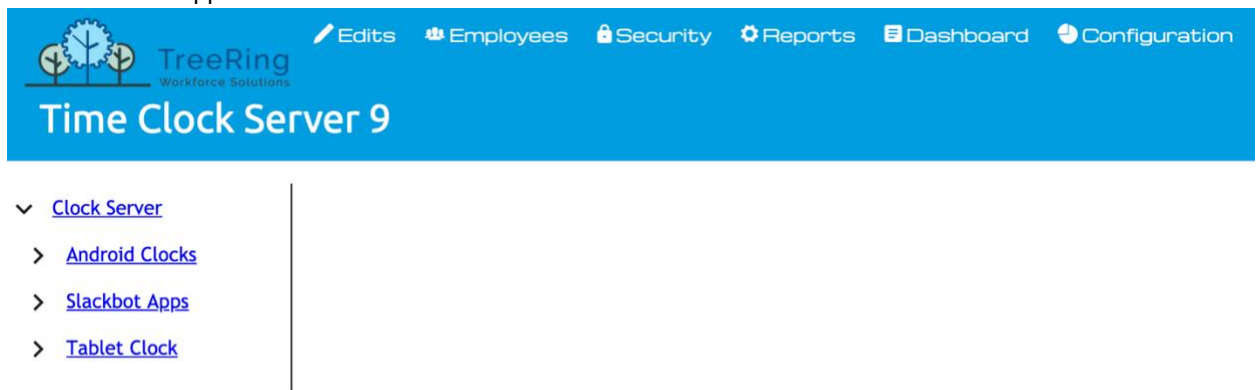 Edits Employees Security Reports Dashboard Configuration
TreeRing
Workforce Solutions
Time Clock Server 9
Clock Server
Android Clocks
Slackbot Apps
Tablet Clock